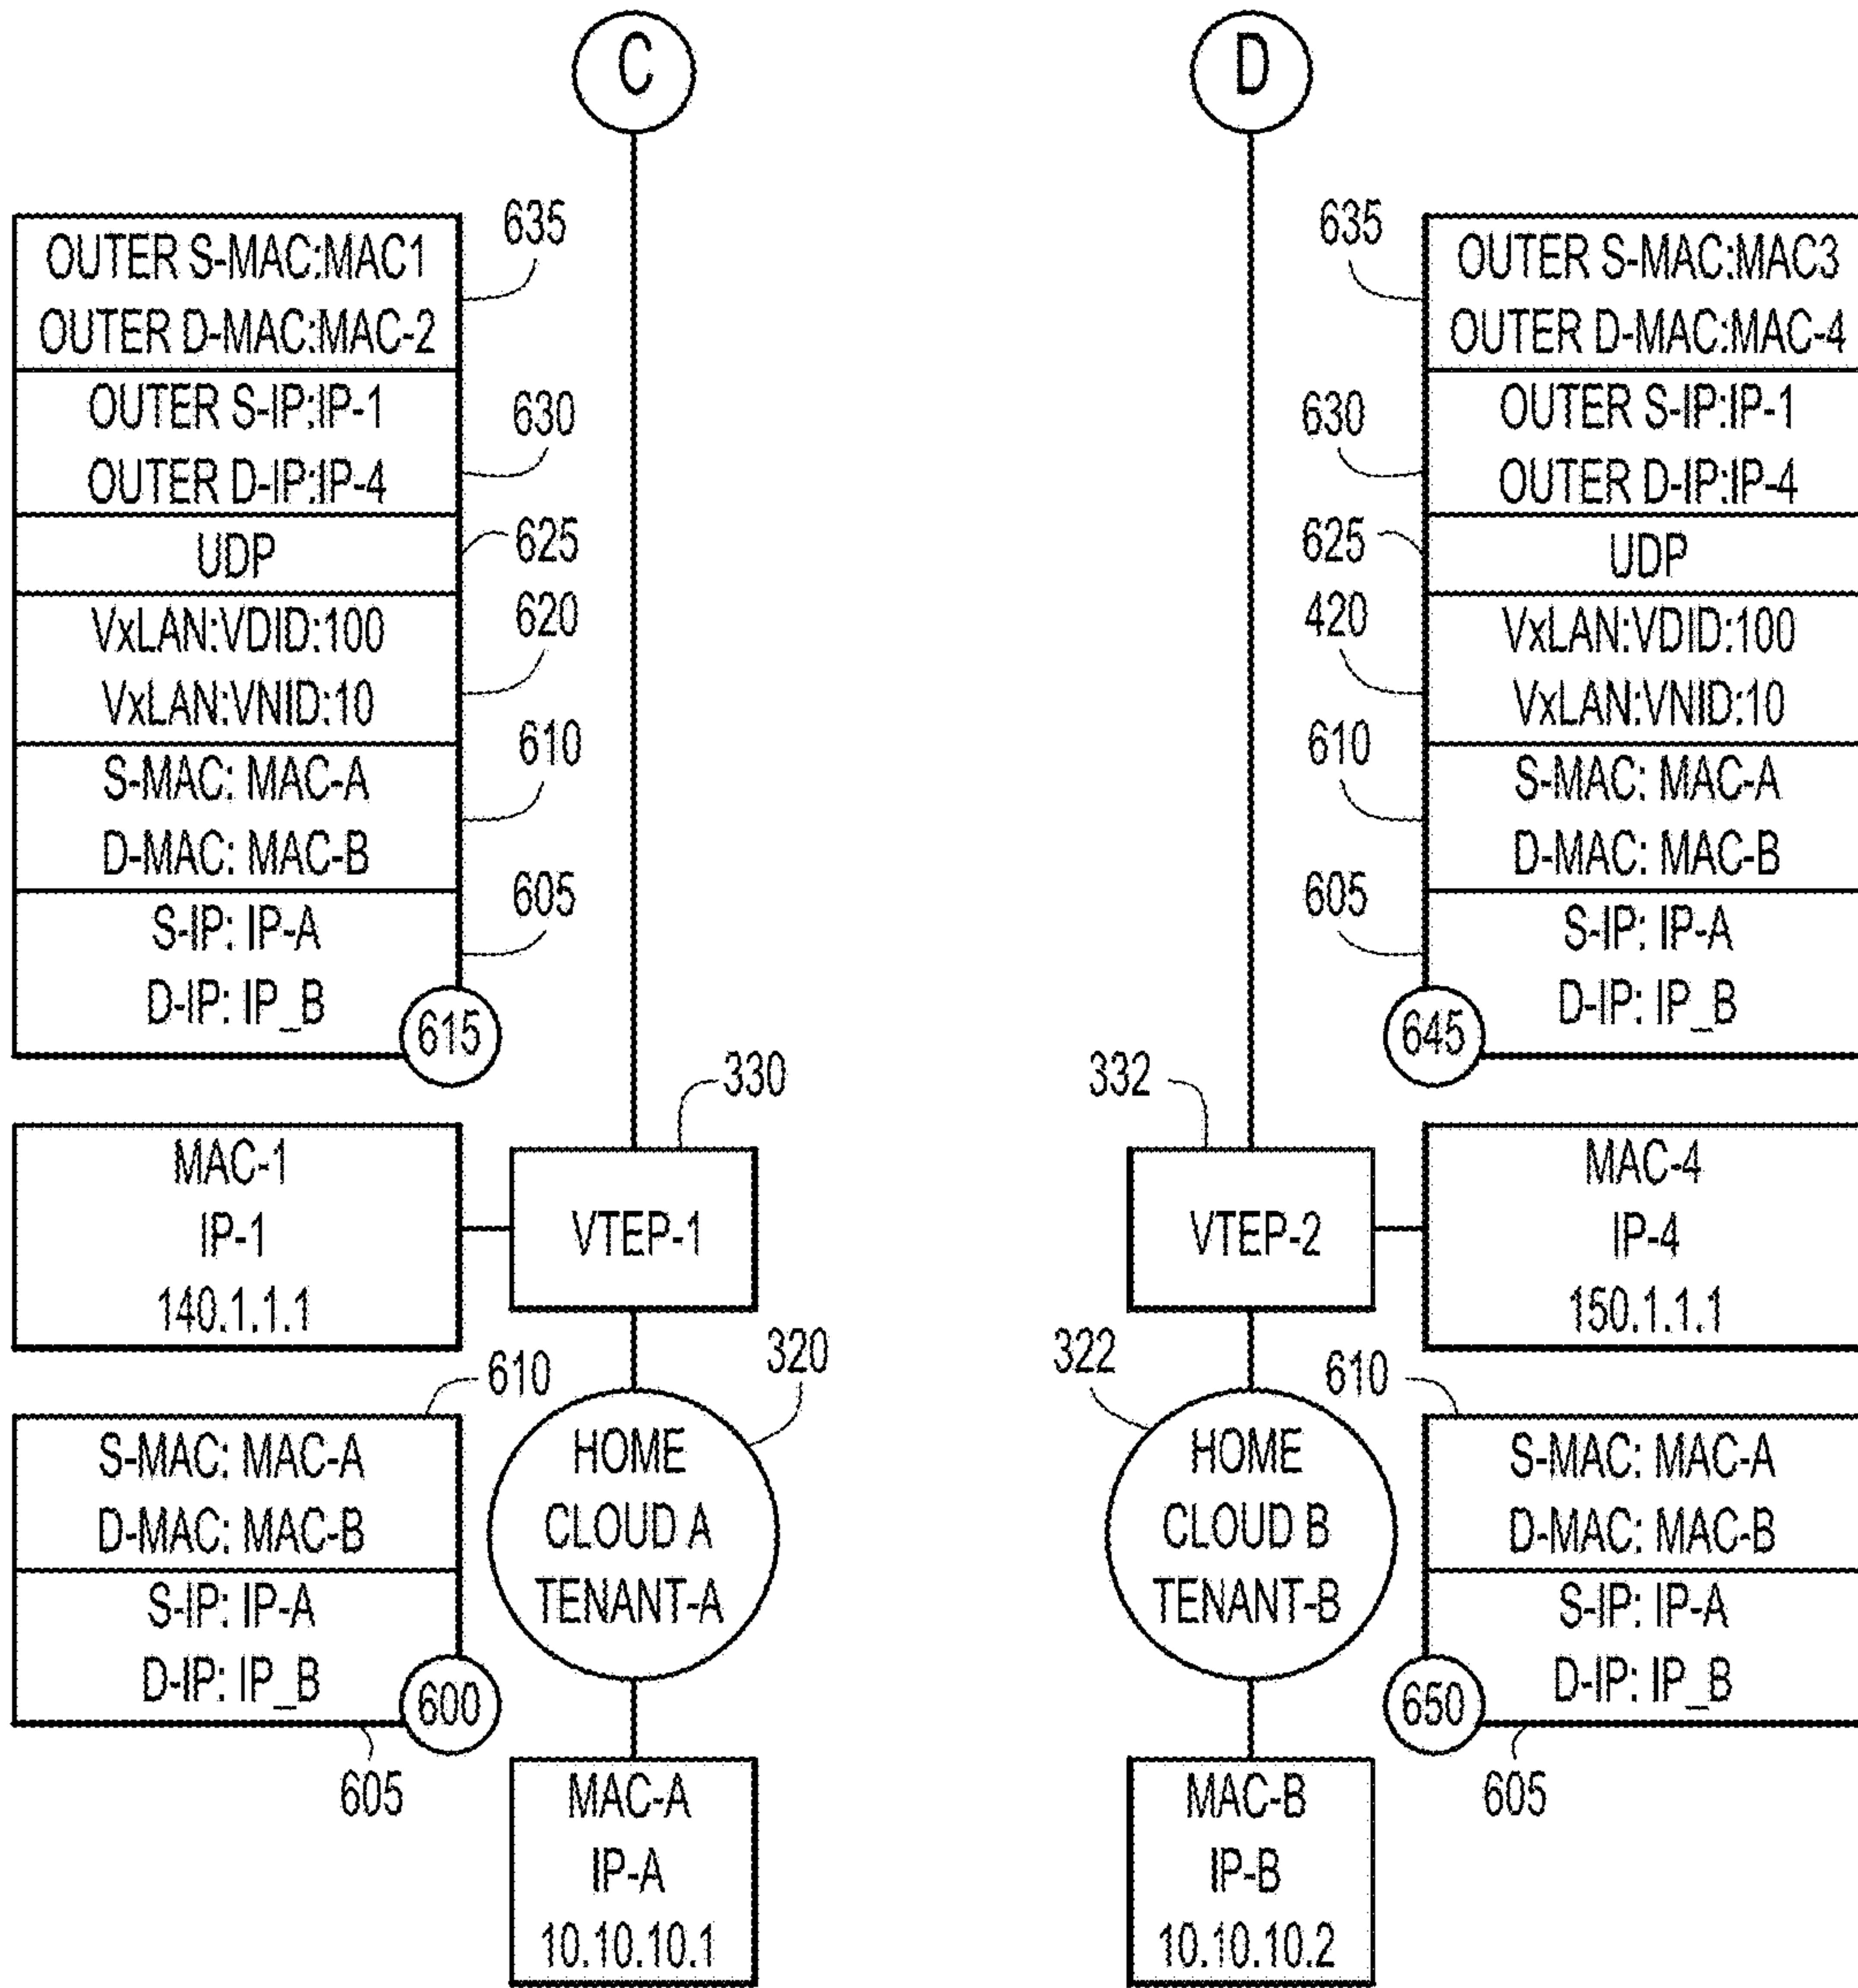 C
D
OUTER S-MAC:MAC1
OUTER D-MAC:MAC-2
635
OUTER S-IP:IP-1
OUTER D-IP:IP-4
630
UDP
625
VxLAN:VDID:100
VxLAN:VNID:10
620
S-MAC: MAC-A
D-MAC: MAC-B
610
S-IP: IP-A
D-IP: IP_B
605
615
635
OUTER S-MAC:MAC3
OUTER D-MAC:MAC-4
630
OUTER S-IP:IP-1
OUTER D-IP:IP-4
625
UDP
420
VxLAN:VDID:100
VxLAN:VNID:10
610
S-MAC: MAC-A
D-MAC: MAC-B
605
S-IP: IP-A
D-IP: IP_B
645
MAC-1
IP-1
140.1.1.1
VTEP-1
330
332
VTEP-2
MAC-4
IP-4
150.1.1.1
610
S-MAC: MAC-A
D-MAC: MAC-B
S-IP: IP-A
D-IP: IP_B
600
605
320
HOME
CLOUD A
TENANT-A
322
HOME
CLOUD B
TENANT-B
610
S-MAC: MAC-A
D-MAC: MAC-B
S-IP: IP-A
D-IP: IP_B
650
605
MAC-A
IP-A
10.10.10.1
MAC-B
IP-B
10.10.10.2